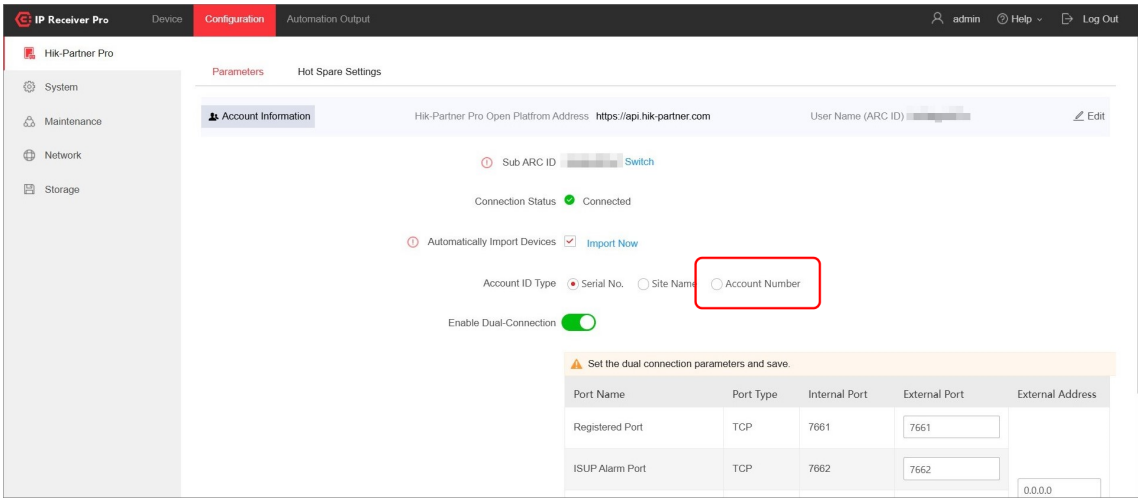 IP Receiver Pro Device Configuration Automation Output admin Help Log Out
Hik-Partner Pro
System
Maintenance
Network
Storage
Parameters Hot Spare Settings
Account Information Hik-Partner Pro Open Platfrom Address https://api.hik-partner.com User Name (ARC ID) Edit
Sub ARC ID Switch
Connection Status Connected
Automatically Import Devices Import Now
Account ID Type Serial No. Site Name Account Number
Enable Dual-Connection
Set the dual connection parameters and save.
Port Name Port Type Internal Port External Port External Address
Registered Port TCP 7661 7661
ISUP Alarm Port TCP 7662 7662
0.0.0.0